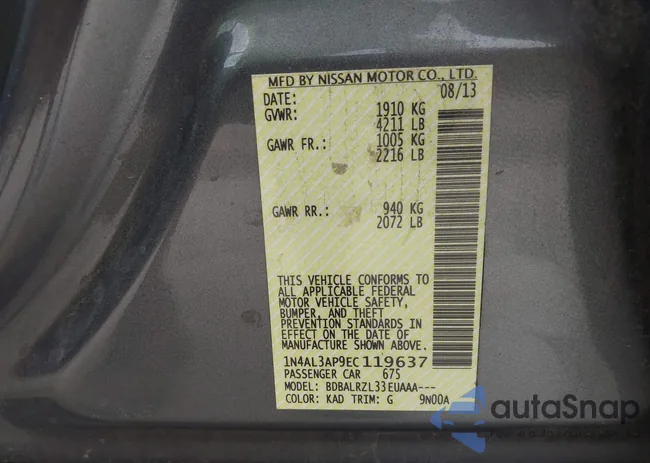 MFD BY NISSAN MOTOR CO., LTD.
DATE: 08/13
GVWR: 1910 KG
4211 LB
GAWR FR.: 1005 KG
2216 LB
GAWR RR.: 940 KG
2072 LB
THIS VEHICLE CONFORMS TO
ALL APPLICABLE FEDERAL
MOTOR VEHICLE SAFETY,
BUMPER, AND THEFT
PREVENTION STANDARDS IN
EFFECT ON THE DATE OF
MANUFACTURE SHOWN ABOVE.
1N4AL3AP9EC119637
PASSENGER CAR 675
MODEL: BDBALRZL33EUAAA---
COLOR: KAD TRIM: G 9N00A
autaSnap